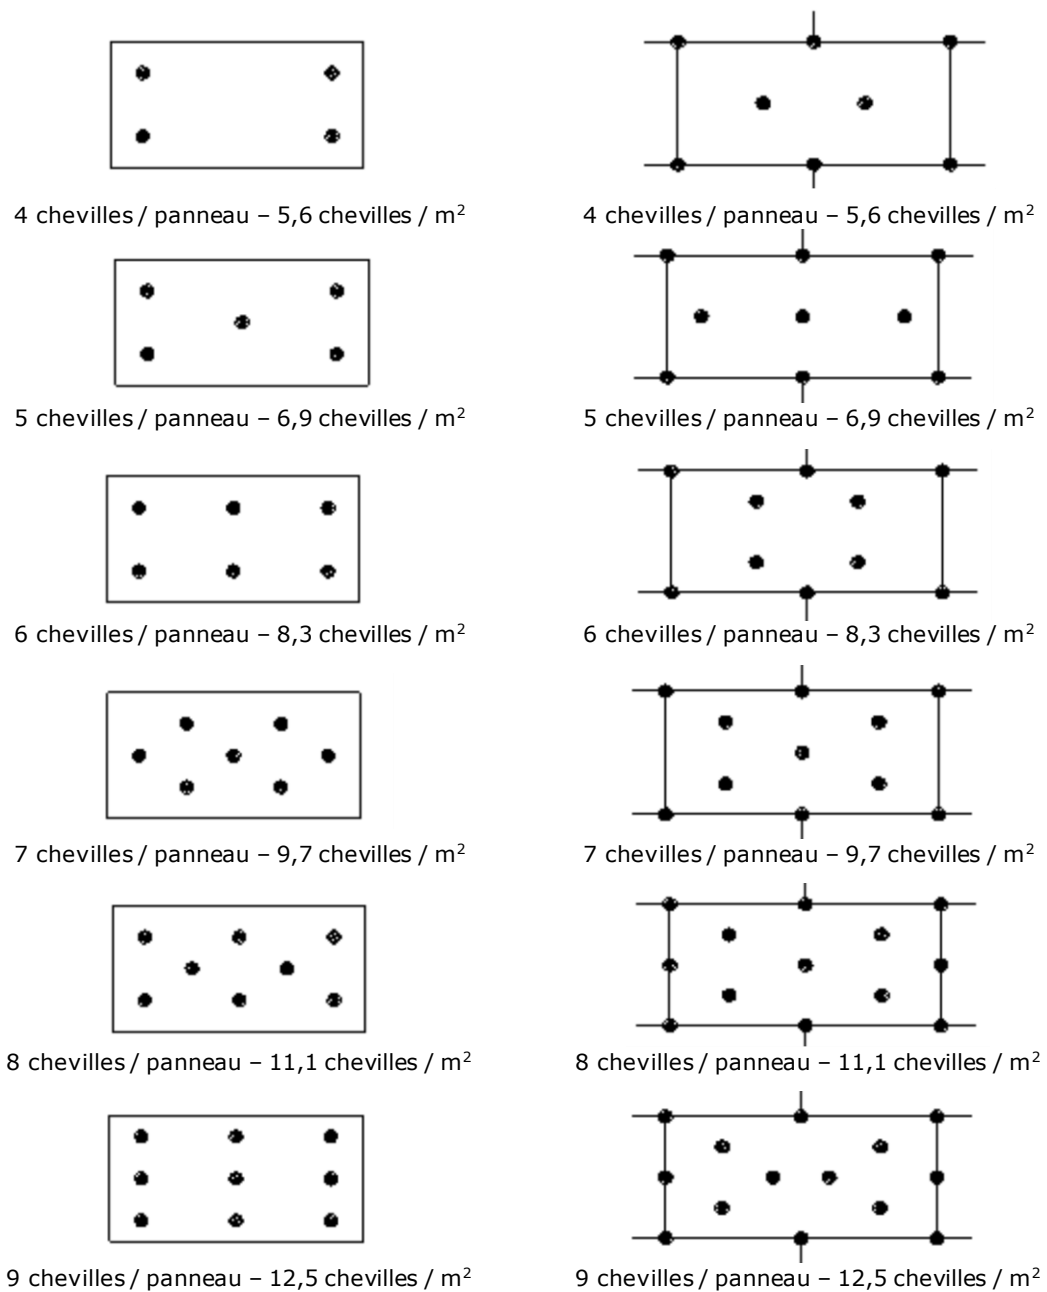 4 chevilles / panneau – 5,6 chevilles / m²
4 chevilles / panneau – 5,6 chevilles / m²
5 chevilles / panneau – 6,9 chevilles / m²
5 chevilles / panneau – 6,9 chevilles / m²
6 chevilles / panneau – 8,3 chevilles / m²
6 chevilles / panneau – 8,3 chevilles / m²
7 chevilles / panneau – 9,7 chevilles / m²
7 chevilles / panneau – 9,7 chevilles / m²
8 chevilles / panneau – 11,1 chevilles / m²
8 chevilles / panneau – 11,1 chevilles / m²
9 chevilles / panneau – 12,5 chevilles / m²
9 chevilles / panneau – 12,5 chevilles / m²